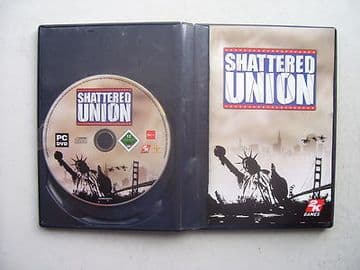 SHATTERED
UNION
PC
DVD
SHATTERED
UNION
2K
GAMES